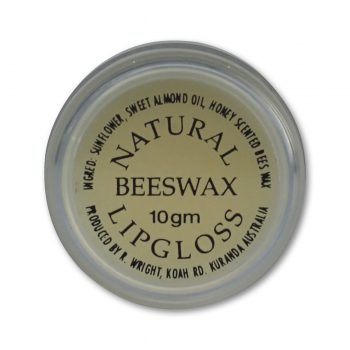 INGRED: SUNFLOWER, SWEET ALMOND OIL, HONEY SCENTED BEES WAX
NATURAL
BEESWAX
10gm
LIPGLOSS
PRODUCED BY R. WRIGHT, KOAH RD. KURANDA AUSTRALIA